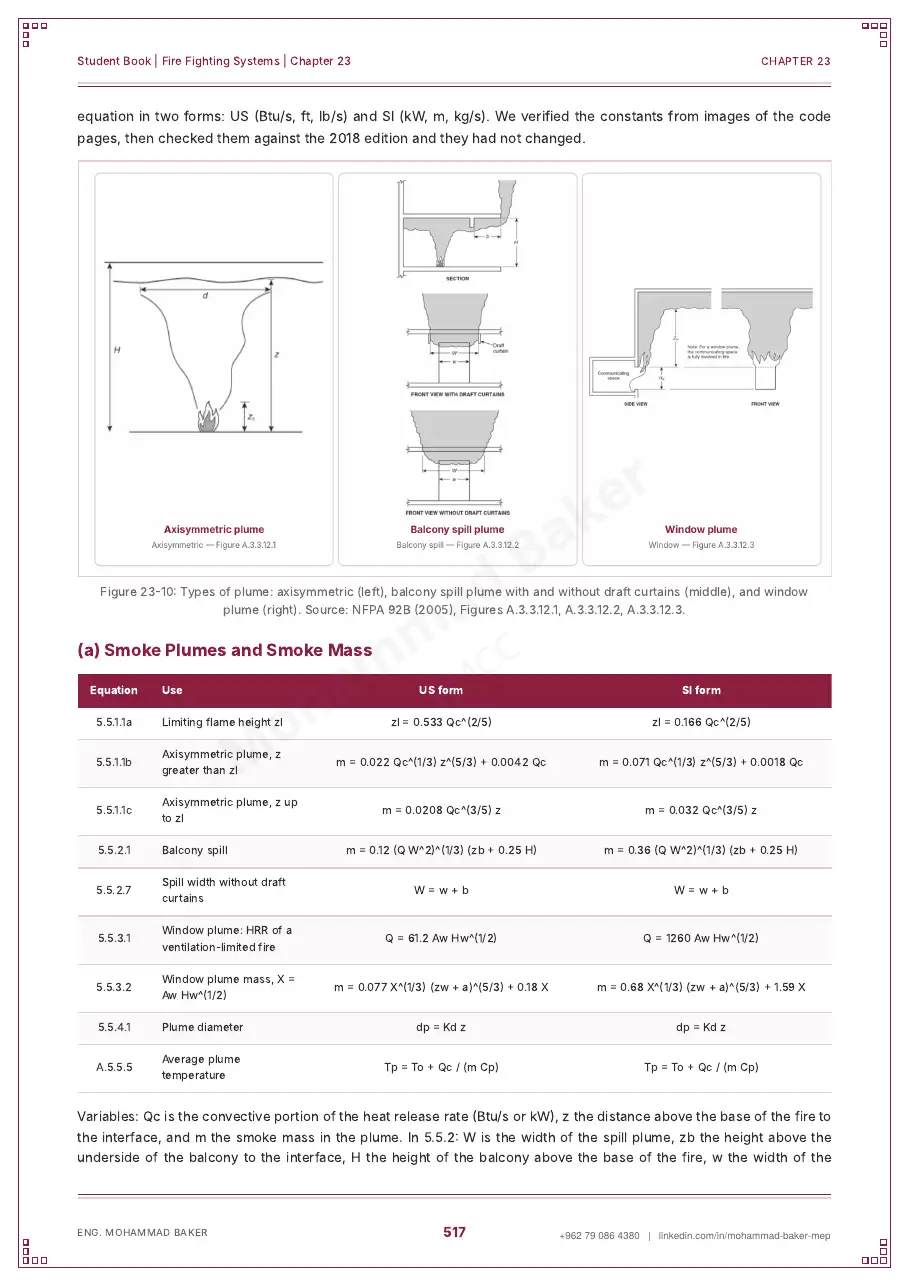 Student Book | Fire Fighting Systems | Chapter 23
CHAPTER 23
equation in two forms: US (Btu/s, ft, lb/s) and SI (kW, m, kg/s). We verified the constants from images of the code
pages, then checked them against the 2018 edition and they had not changed.
H
d
z
Axisymmetric plume
Axisymmetric — Figure A.3.3.12.1
b
H
SECTION
Draft
curtain
W
w
FRONT VIEW WITH DRAFT CURTAINS
W
w
FRONT VIEW WITHOUT DRAFT CURTAINS
Balcony spill plume
Balcony spill — Figure A.3.3.12.2
Note: For a window plume,
the communicating space
is fully involved in fire.
Communicating
space
SIDE VIEW
FRONT VIEW
Window plume
Window — Figure A.3.3.12.3
Figure 23-10: Types of plume: axisymmetric (left), balcony spill plume with and without draft curtains (middle), and window
plume (right). Source: NFPA 92B (2005), Figures A.3.3.12.1, A.3.3.12.2, A.3.3.12.3.
(a) Smoke Plumes and Smoke Mass
Equation Use US form SI form
5.5.1.1a Limiting flame height zl zl = 0.533 Qc^(2/5) zl = 0.166 Qc^(2/5)
5.5.1.1b Axisymmetric plume, z
greater than zl m = 0.022 Qc^(1/3) z^(5/3) + 0.0042 Qc m = 0.071 Qc^(1/3) z^(5/3) + 0.0018 Qc
5.5.1.1c Axisymmetric plume, z up
to zl m = 0.0208 Qc^(3/5) z m = 0.032 Qc^(3/5) z
5.5.2.1 Balcony spill m = 0.12 (Q W^2)^(1/3) (zb + 0.25 H) m = 0.36 (Q W^2)^(1/3) (zb + 0.25 H)
5.5.2.7 Spill width without draft
curtains W = w + b W = w + b
5.5.3.1 Window plume: HRR of a
ventilation-limited fire Q = 61.2 Aw Hw^(1/2) Q = 1260 Aw Hw^(1/2)
5.5.3.2 Window plume mass, X =
Aw Hw^(1/2) m = 0.077 X^(1/3) (zw + a)^(5/3) + 0.18 X m = 0.68 X^(1/3) (zw + a)^(5/3) + 1.59 X
5.5.4.1 Plume diameter dp = Kd z dp = Kd z
A.5.5.5 Average plume
temperature Tp = To + Qc / (m Cp) Tp = To + Qc / (m Cp)
Variables: Qc is the convective portion of the heat release rate (Btu/s or kW), z the distance above the base of the fire to
the interface, and m the smoke mass in the plume. In 5.5.2: W is the width of the spill plume, zb the height above the
underside of the balcony to the interface, H the height of the balcony above the base of the fire, w the width of the
ENG. MOHAMMAD BAKER
517
+962 79 086 4380 | linkedin.com/in/mohammad-baker-mep